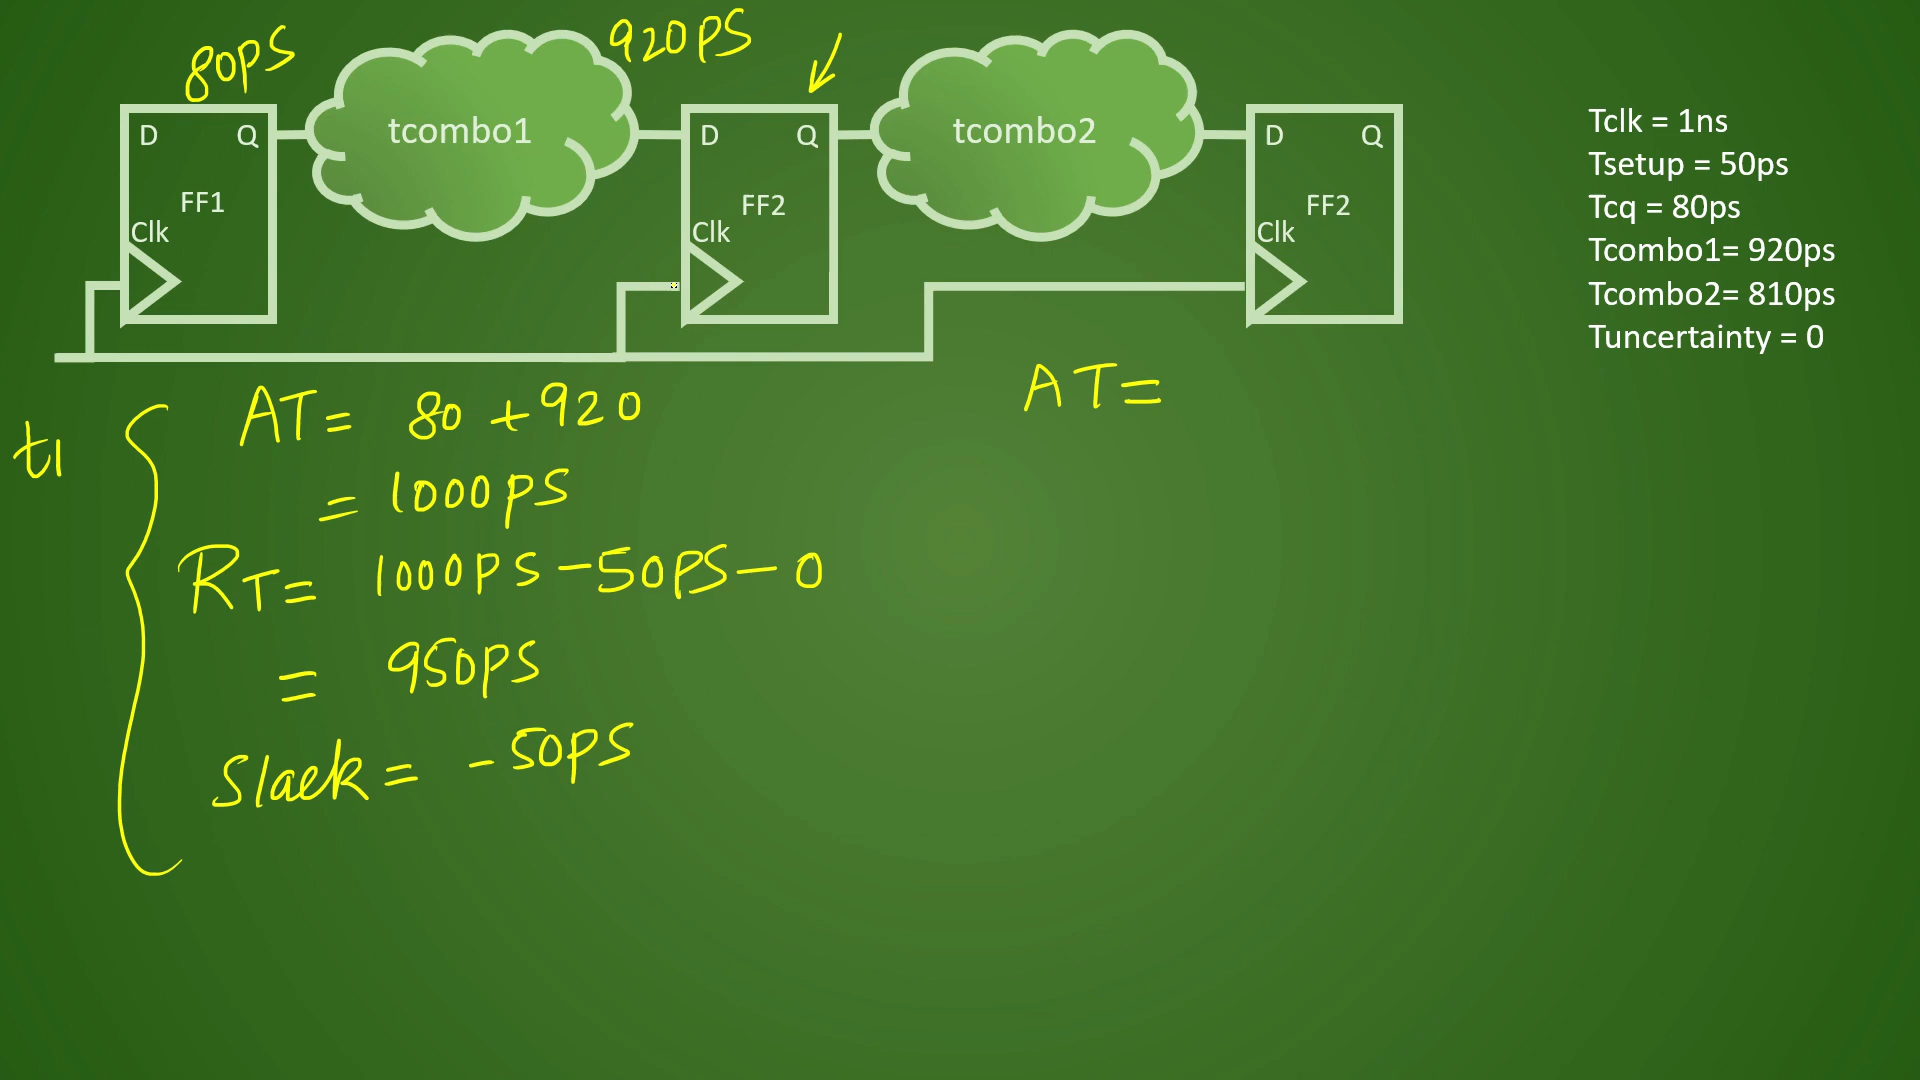 80PS
920PS
D Q
tcombo1
D Q
tcombo2
D Q
FF1
FF2
FF2
Clk
Clk
Clk
Tclk = 1ns
Tsetup = 50ps
Tcq = 80ps
Tcombo1= 920ps
Tcombo2= 810ps
Tuncertainty = 0
t1
AT= 80 +920
= 1000PS
RT= 1000PS -50PS- 0
= 950PS
Slack= -50PS
AT=